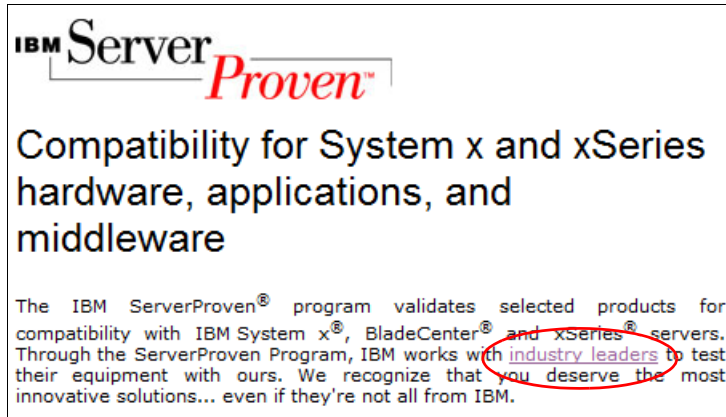 IBM Server
Proven™
Compatibility for System x and xSeries
hardware, applications, and
middleware
The IBM ServerProven® program validates selected products for
compatibility with IBM System x®, BladeCenter® and xSeries® servers.
Through the ServerProven Program, IBM works with industry leaders to test
their equipment with ours. We recognize that you deserve the most
innovative solutions... even if they're not all from IBM.